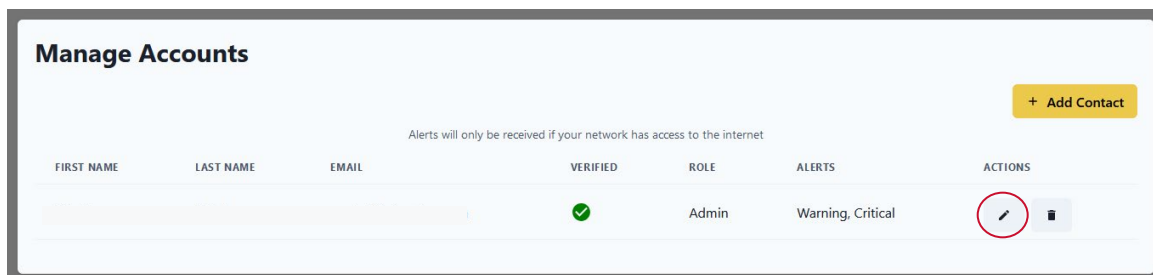 Manage Accounts
+ Add Contact
Alerts will only be received if your network has access to the internet
FIRST NAME LAST NAME EMAIL VERIFIED ROLE ALERTS ACTIONS
Admin Warning, Critical